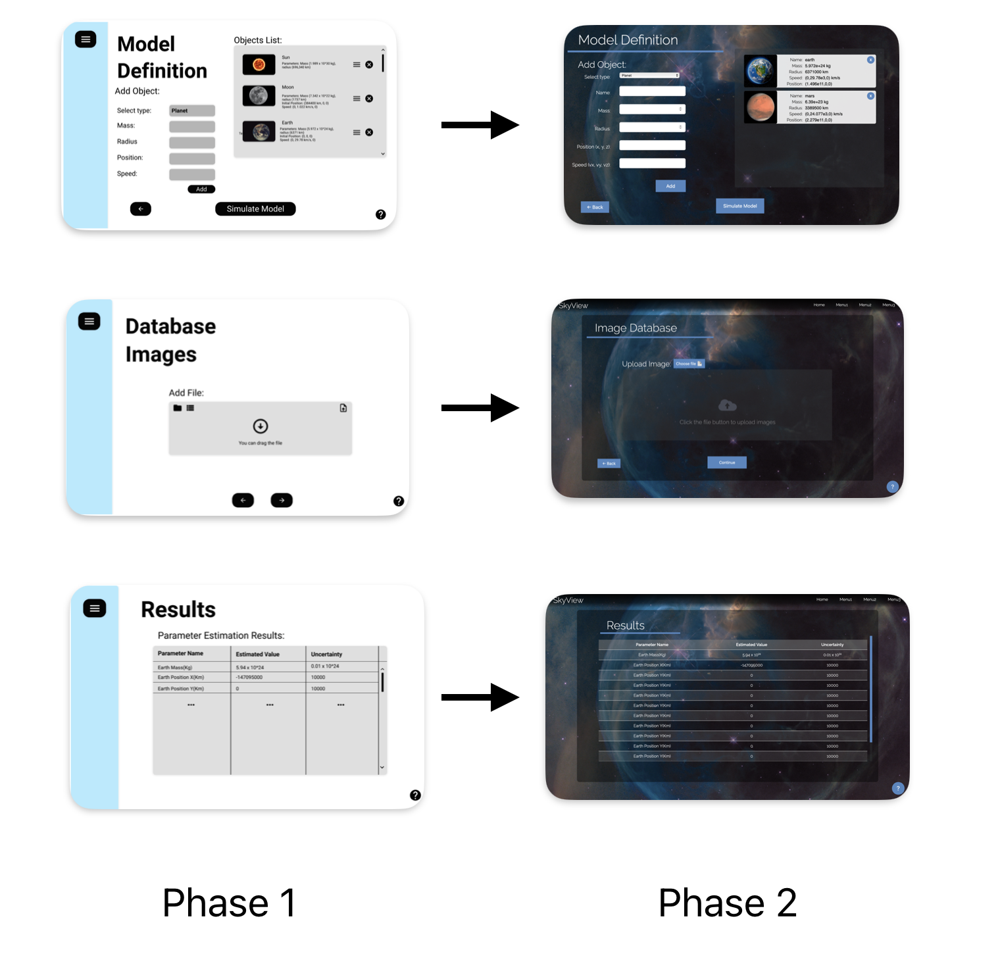 Model
Definition
Add Object:
Select type:
Planet
Mass:
Radius
Position:
Speed:
Add
Simulate Model
Objects List:
Sun
Parameters: Mass (1.989 x 10^30 kg),
radius (696,340 km)
Moon
Parameters: Mass (7.342 x 10^22 kg),
radius (1737 km)
Initial Position: (384400 km, 0, 0)
Speed: (0, 1.022 km/s, 0)
Earth
Parameters: Mass (5.972 x 10^24 kg),
radius (6371 km)
Initial Position: (0, 0, 0)
Speed: (0, 29.78 km/s, 0)
?
Model Definition
Add Object:
Select type:
Planet
Name:
Mass:
Radius:
Position (x, y, z):
Speed (vx, vy, vz):
Add
← Back
Simulate Model
Name: earth
Mass: 5.972e+24 kg
Radius: 6371000 km
Speed: (0,29.78e3,0) km/s
Position: (1.496e11,0,0)
x
Name: mars
Mass: 6.39e+23 kg
Radius: 3389500 km
Speed: (0,24.077e3,0) km/s
Position: (2.279e11,0,0)
x
Database
Images
Add File:
You can drag the file
?
SkyView
Home Menu1 Menu2 Menu3
Image Database
Upload Image:
Choose file
Click the file button to upload images
← Back
Continue
?
Results
Parameter Estimation Results:
Parameter Name Estimated Value Uncertainty
Earth Mass(Kg) 5.94 x 10^24 0.01 x 10^24
Earth Position X(Km) -147095000 10000
Earth Position Y(Km) 0 10000
... ... ...
?
SkyView
Home Menu1 Menu2 Menu3
Results
Parameter Name Estimated Value Uncertainty
Earth Mass(Kg) 5.94 x 10²⁴ 0.01 x 10²⁴
Earth Position X(Km) -147095000 10000
Earth Position Y(Km) 0 10000
Earth Position Y(Km) 0 10000
Earth Position Y(Km) 0 10000
Earth Position Y(Km) 0 10000
Earth Position Y(Km) 0 10000
Earth Position Y(Km) 0 10000
Earth Position Y(Km) 0 10000
Earth Position Y(Km) 0 10000
Earth Position Y(Km) 0 10000
?
Phase 1
Phase 2